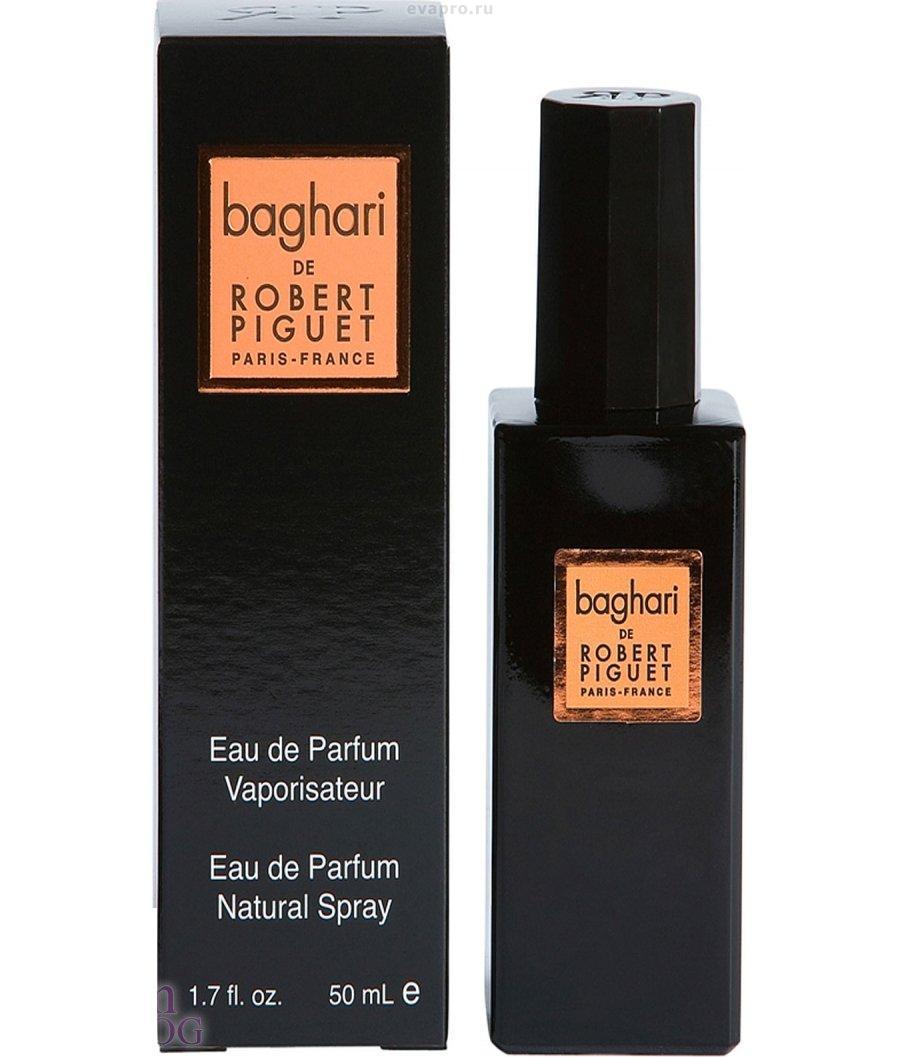 evapro.ru
baghari
DE
ROBERT
PIGUET
PARIS-FRANCE
Eau de Parfum
Vaporisateur
Eau de Parfum
Natural Spray
1.7 fl. oz. 50 mL e
baghari
DE
ROBERT
PIGUET
PARIS-FRANCE